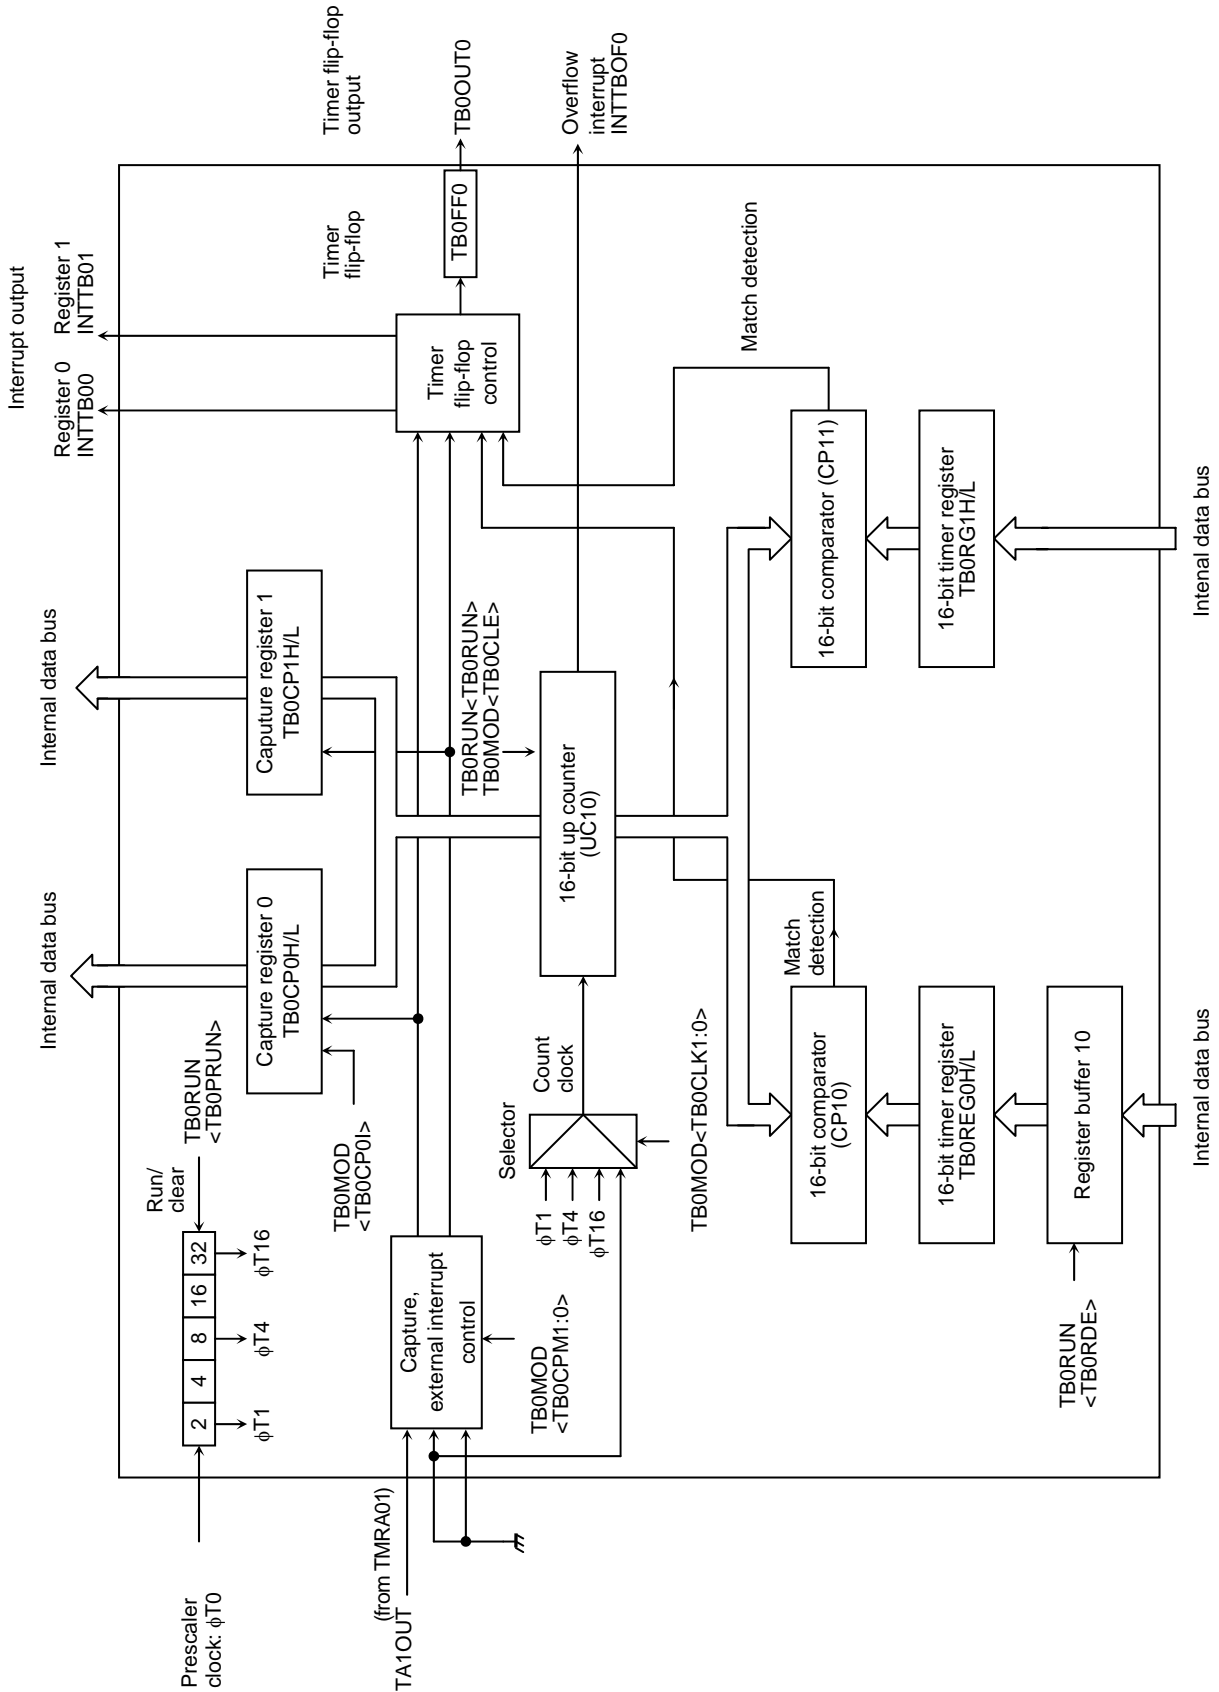 Prescaler
clock: ϕT0
2
4
8
16
32
ϕT1
ϕT4
ϕT16
Run/
clear
TB0RUN
<TB0PRUN>
Internal data bus
Internal data bus
Interrupt output
Register 0
INTTB00
Register 1
INTTB01
Capture register 0
TB0CP0H/L
Caputure register 1
TB0CP1H/L
TB0MOD
<TB0CP0I>
(from TMRA01)
TA1OUT
Capture,
external interrupt
control
TB0MOD
<TB0CPM1:0>
Timer
flip-flop
control
Timer
flip-flop
TB0FF0
Timer flip-flop
output
TB0OUT0
TB0RUN<TB0RUN>
TB0MOD<TB0CLE>
Selector
ϕT1
ϕT4
ϕT16
Count
clock
TB0MOD<TB0CLK1:0>
16-bit up counter
(UC10)
Overflow
interrupt
INTTBOF0
Match
detection
Match detection
16-bit comparator
(CP10)
16-bit comparator (CP11)
16-bit timer register
TB0REG0H/L
16-bit timer register
TB0RG1H/L
Register buffer 10
TB0RUN
<TB0RDE>
Internal data bus
Intenal data bus